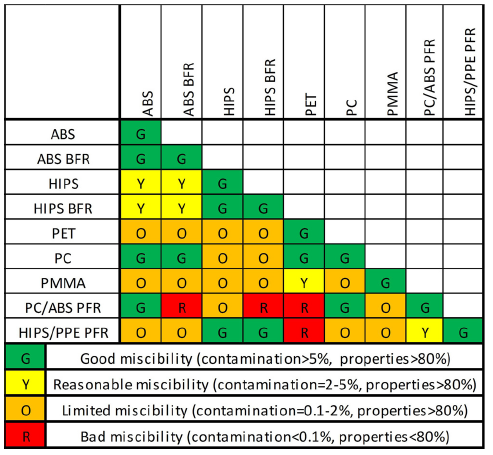 ABS ABS BFR HIPS HIPS BFR PET PC PMMA PC/ABS PFR HIPS/PPE PFR
ABS G
ABS BFR G G
HIPS Y Y G
HIPS BFR Y Y G G
PET O O O O G
PC G G O O G G
PMMA O O O O Y O G
PC/ABS PFR G R O R R G O G
HIPS/PPE PFR O O G G R O O Y G
G Good miscibility (contamination>5%, properties>80%)
Y Reasonable miscibility (contamination=2-5%, properties>80%)
O Limited miscibility (contamination=0.1-2%, properties>80%)
R Bad miscibility (contamination<0.1%, properties<80%)